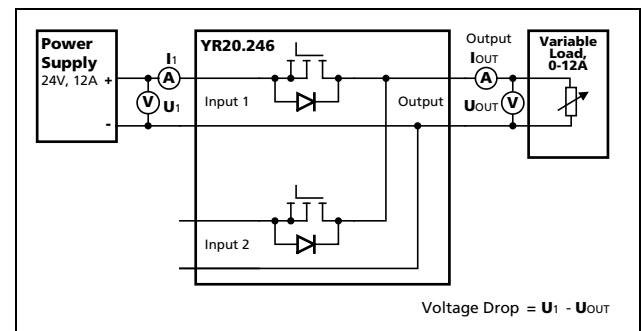 Power
Supply
24V, 12A +
-
I1
A
V U1
YR20.246
Input 1
Output
Input 2
Output
IOUT
A
UOUT V
Variable
Load,
0-12A
Voltage Drop = U1 - UOUT